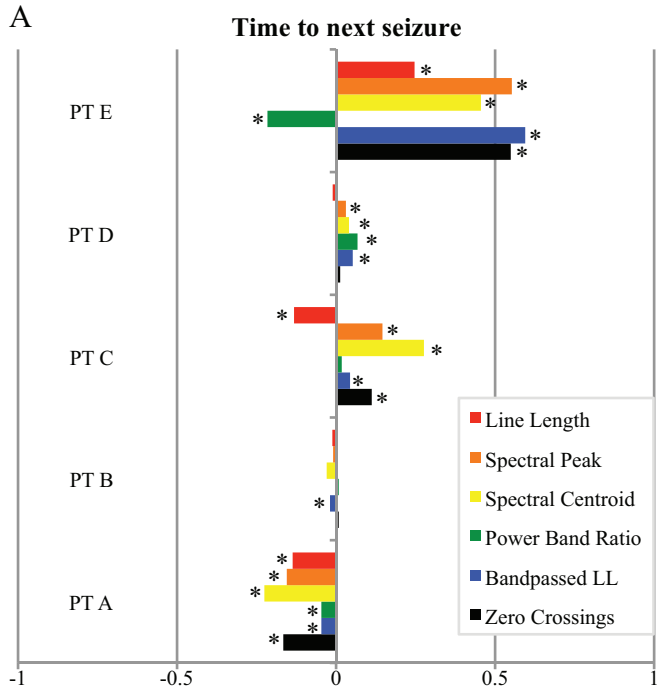 A
Time to next seizure
PT E
*
*
*
*
*
*
PT D
*
*
*
*
PT C
*
*
*
*
*
PT B
*
PT A
*
*
*
*
*
*
Line Length
Spectral Peak
Spectral Centroid
Power Band Ratio
Bandpassed LL
Zero Crossings
-1 -0.5 0 0.5 1